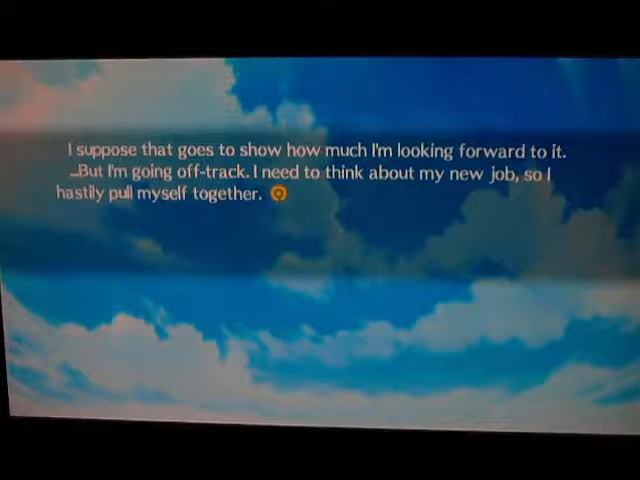 I suppose that goes to show how much I'm looking forward to it.
...But I'm going off-track. I need to think about my new job, so I
hastily pull myself together.